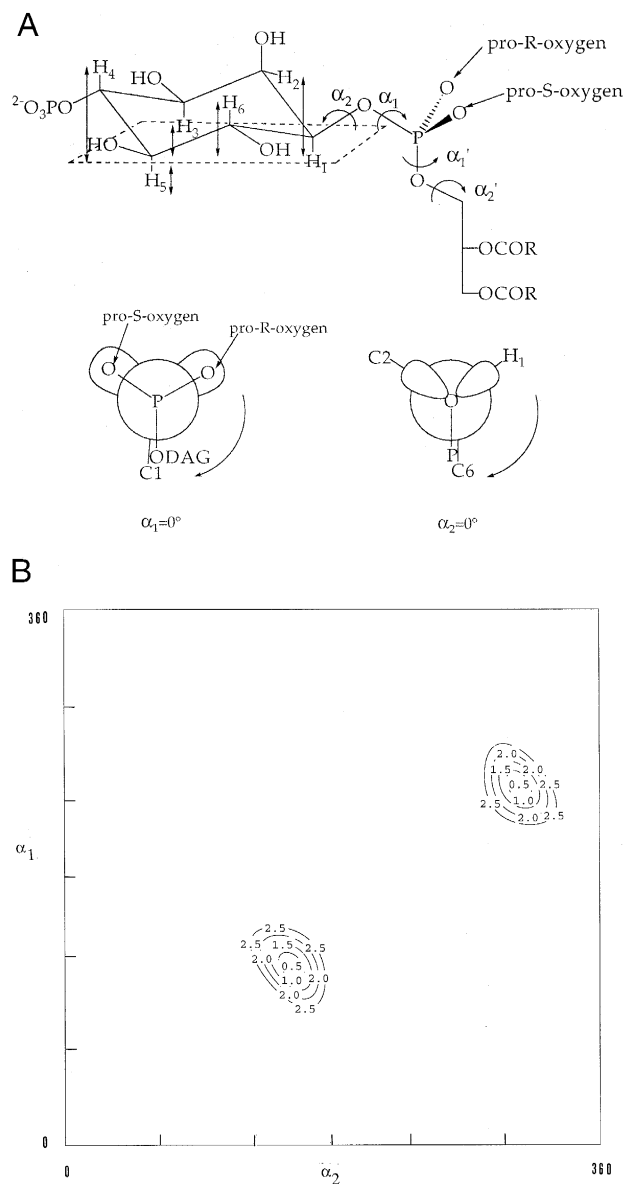 A
OH
pro-R-oxygen
H4 HO H2 α2 O α1 O
pro-S-oxygen
2-O3PO H6 O
H3 P
HO OH H1 α1'
H5 O α2'
OCOR
OCOR
pro-S-oxygen
pro-R-oxygen
C2 H1
O O
P O
ODAG P
C1 C6
α1=0°
α2=0°
B
360
2.0
1.5 2.0
0.5 2.5
2.5 1.0
2.0 2.5
α1
2.5
2.5 1.5 2.5
2.0 0.5
1.0 2.0
2.0
2.5
0
0 α2 360